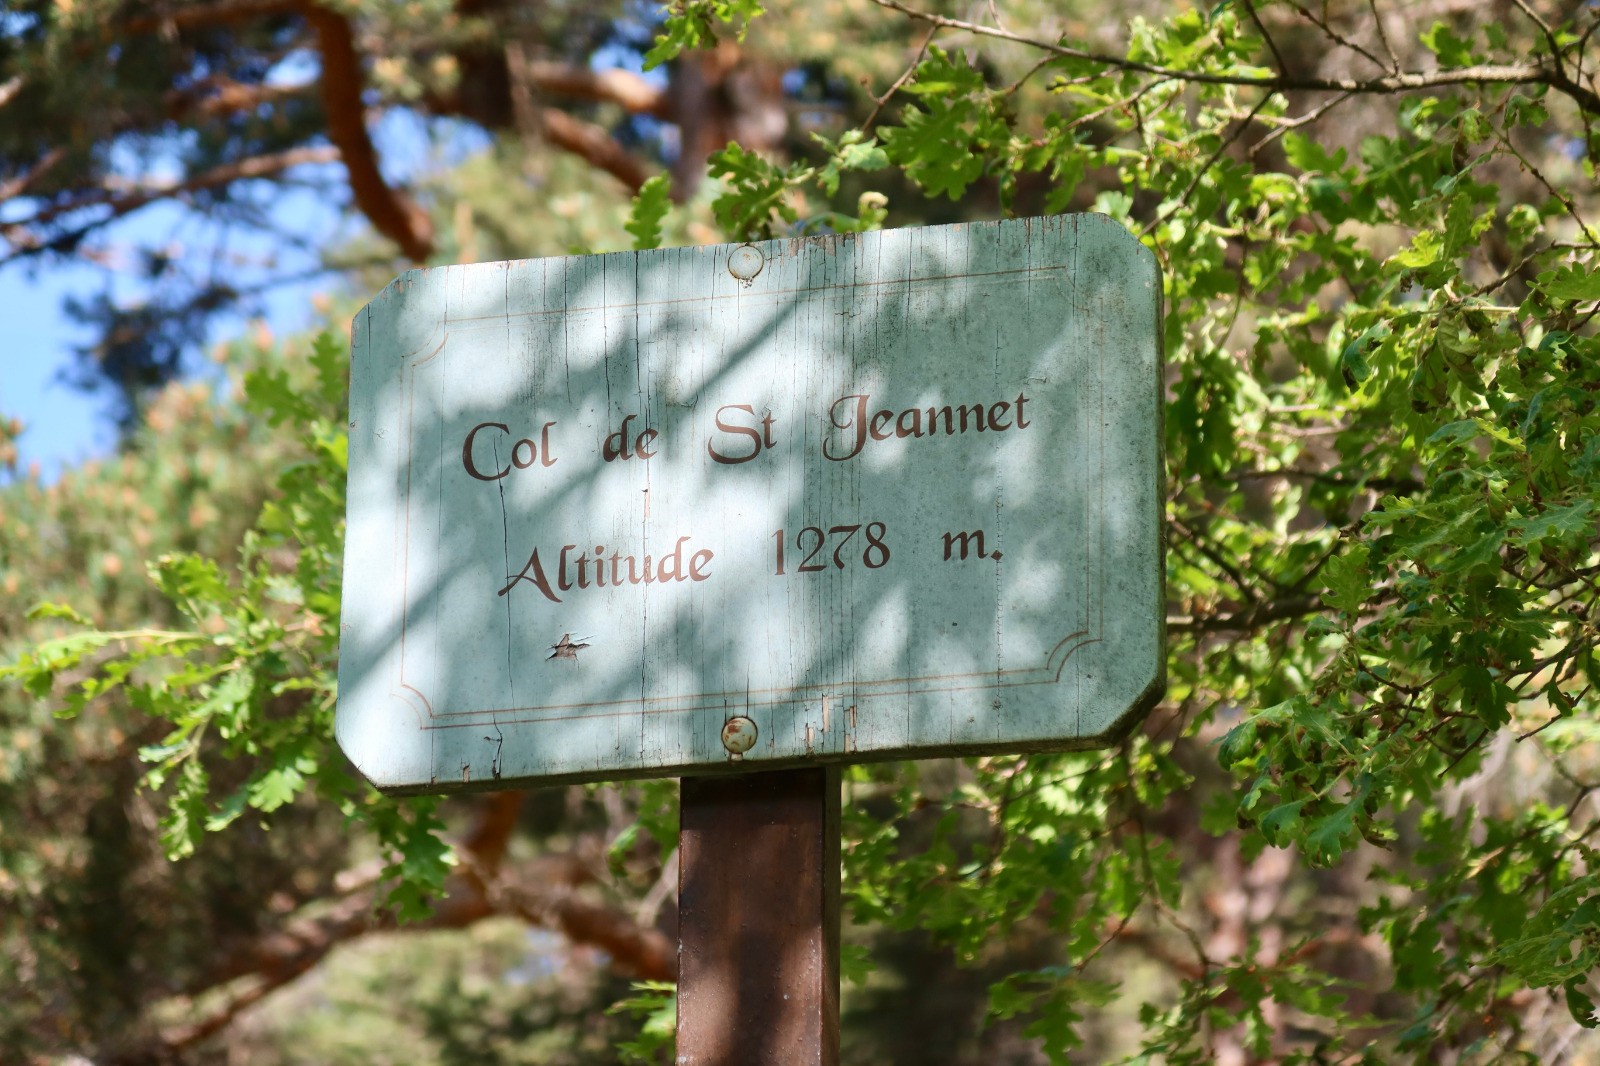 Col de St Jeannet
Altitude 1278 m.